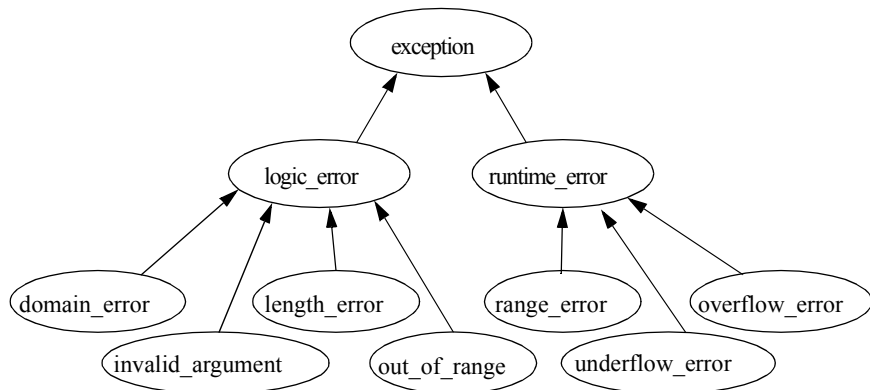 exception
logic_error
runtime_error
domain_error
length_error
range_error
overflow_error
invalid_argument
out_of_range
underflow_error